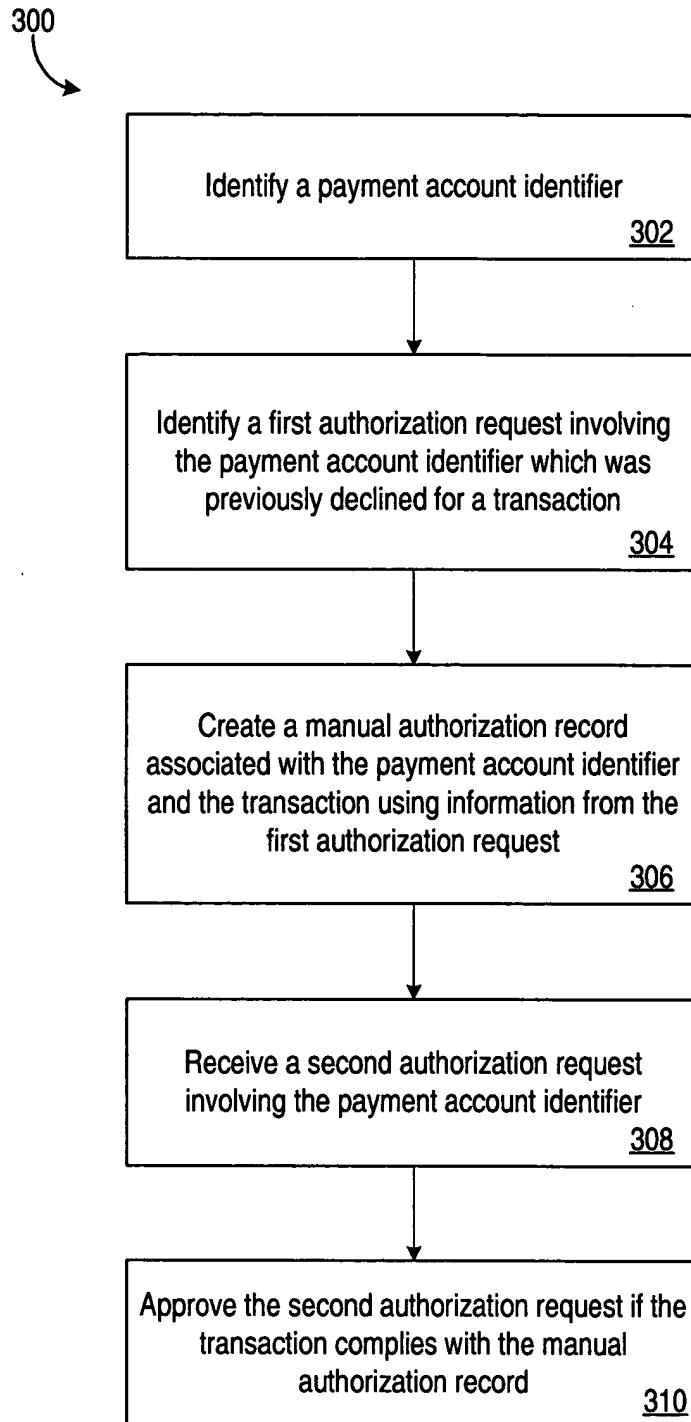 300
Identify a payment account identifier
302
Identify a first authorization request involving
the payment account identifier which was
previously declined for a transaction
304
Create a manual authorization record
associated with the payment account identifier
and the transaction using information from the
first authorization request
306
Receive a second authorization request
involving the payment account identifier
308
Approve the second authorization request if the
transaction complies with the manual
authorization record
310